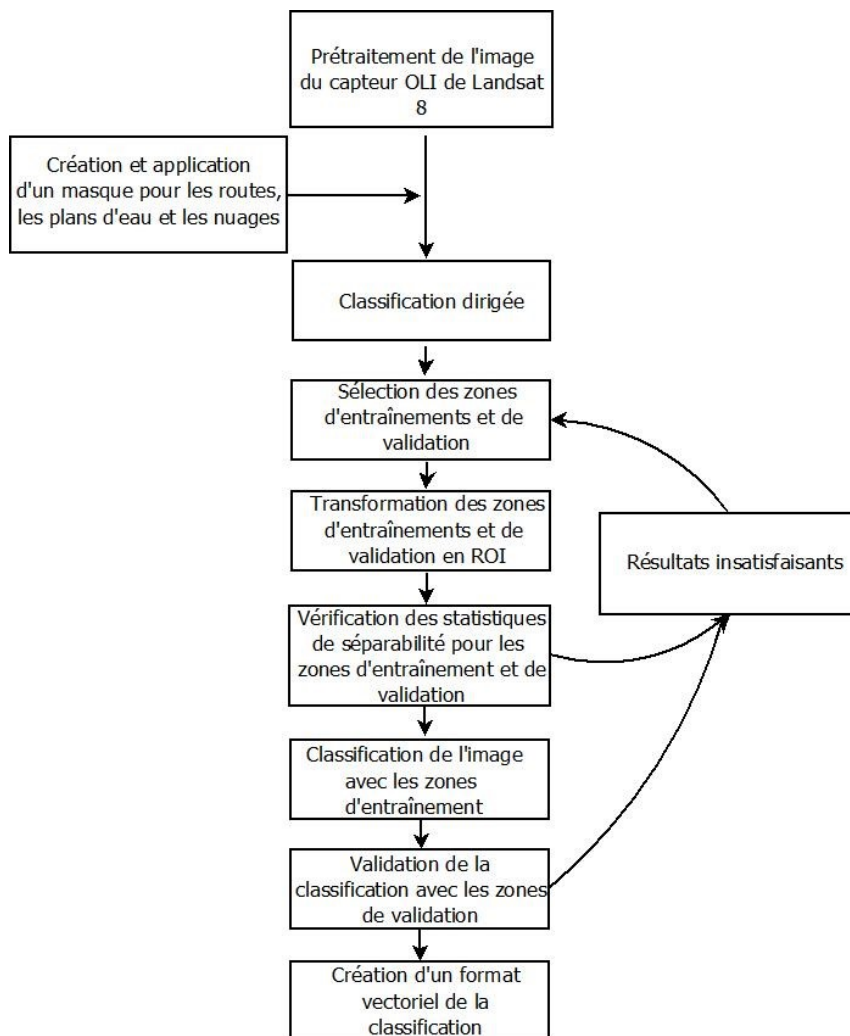 Prétraitement de l'image
du capteur OLI de Landsat
8
Création et application
d'un masque pour les routes,
les plans d'eau et les nuages
Classification dirigée
Sélection des zones
d'entraînements et de
validation
Transformation des zones
d'entraînements et de
validation en ROI
Résultats insatisfaisants
Vérification des statistiques
de séparabilité pour les
zones d'entraînement et de
validation
Classification de l'image
avec les zones
d'entraînement
Validation de la
classification avec les zones
de validation
Création d'un format
vectoriel de la
classification